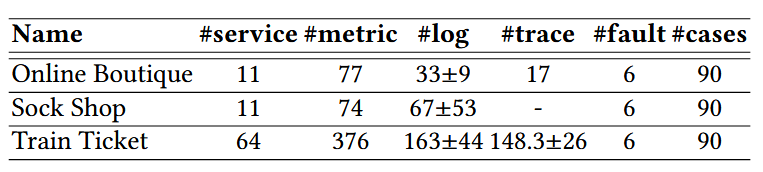 Name #service #metric #log #trace #fault #cases
Online Boutique 11 77 33±9 17 6 90
Sock Shop 11 74 67±53 - 6 90
Train Ticket 64 376 163±44 148.3±26 6 90